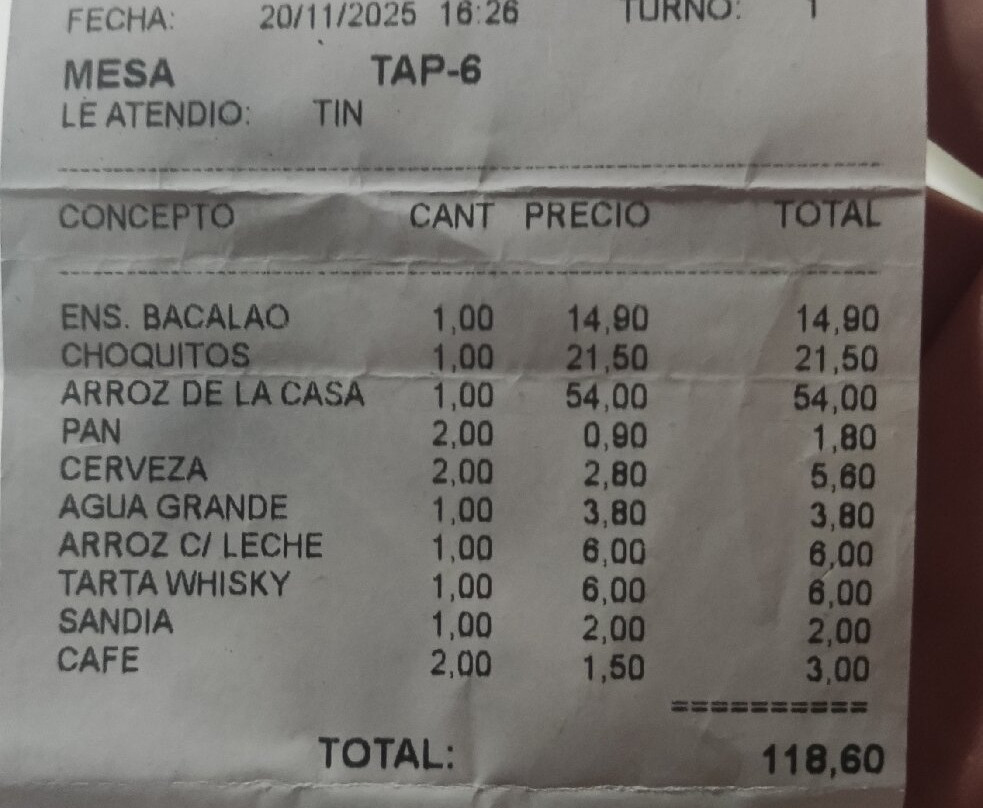 FECHA: 20/11/2025 16:26 TURNO: 1
MESA TAP-6
LE ATENDIO: TIN
CONCEPTO CANT PRECIO TOTAL
ENS. BACALAO 1,00 14,90 14,90
CHOQUITOS 1,00 21,50 21,50
ARROZ DE LA CASA 1,00 54,00 54,00
PAN 2,00 0,90 1,80
CERVEZA 2,00 2,80 5,60
AGUA GRANDE 1,00 3,80 3,80
ARROZ C/ LECHE 1,00 6,00 6,00
TARTA WHISKY 1,00 6,00 6,00
SANDIA 1,00 2,00 2,00
CAFE 2,00 1,50 3,00
==========
TOTAL: 118,60